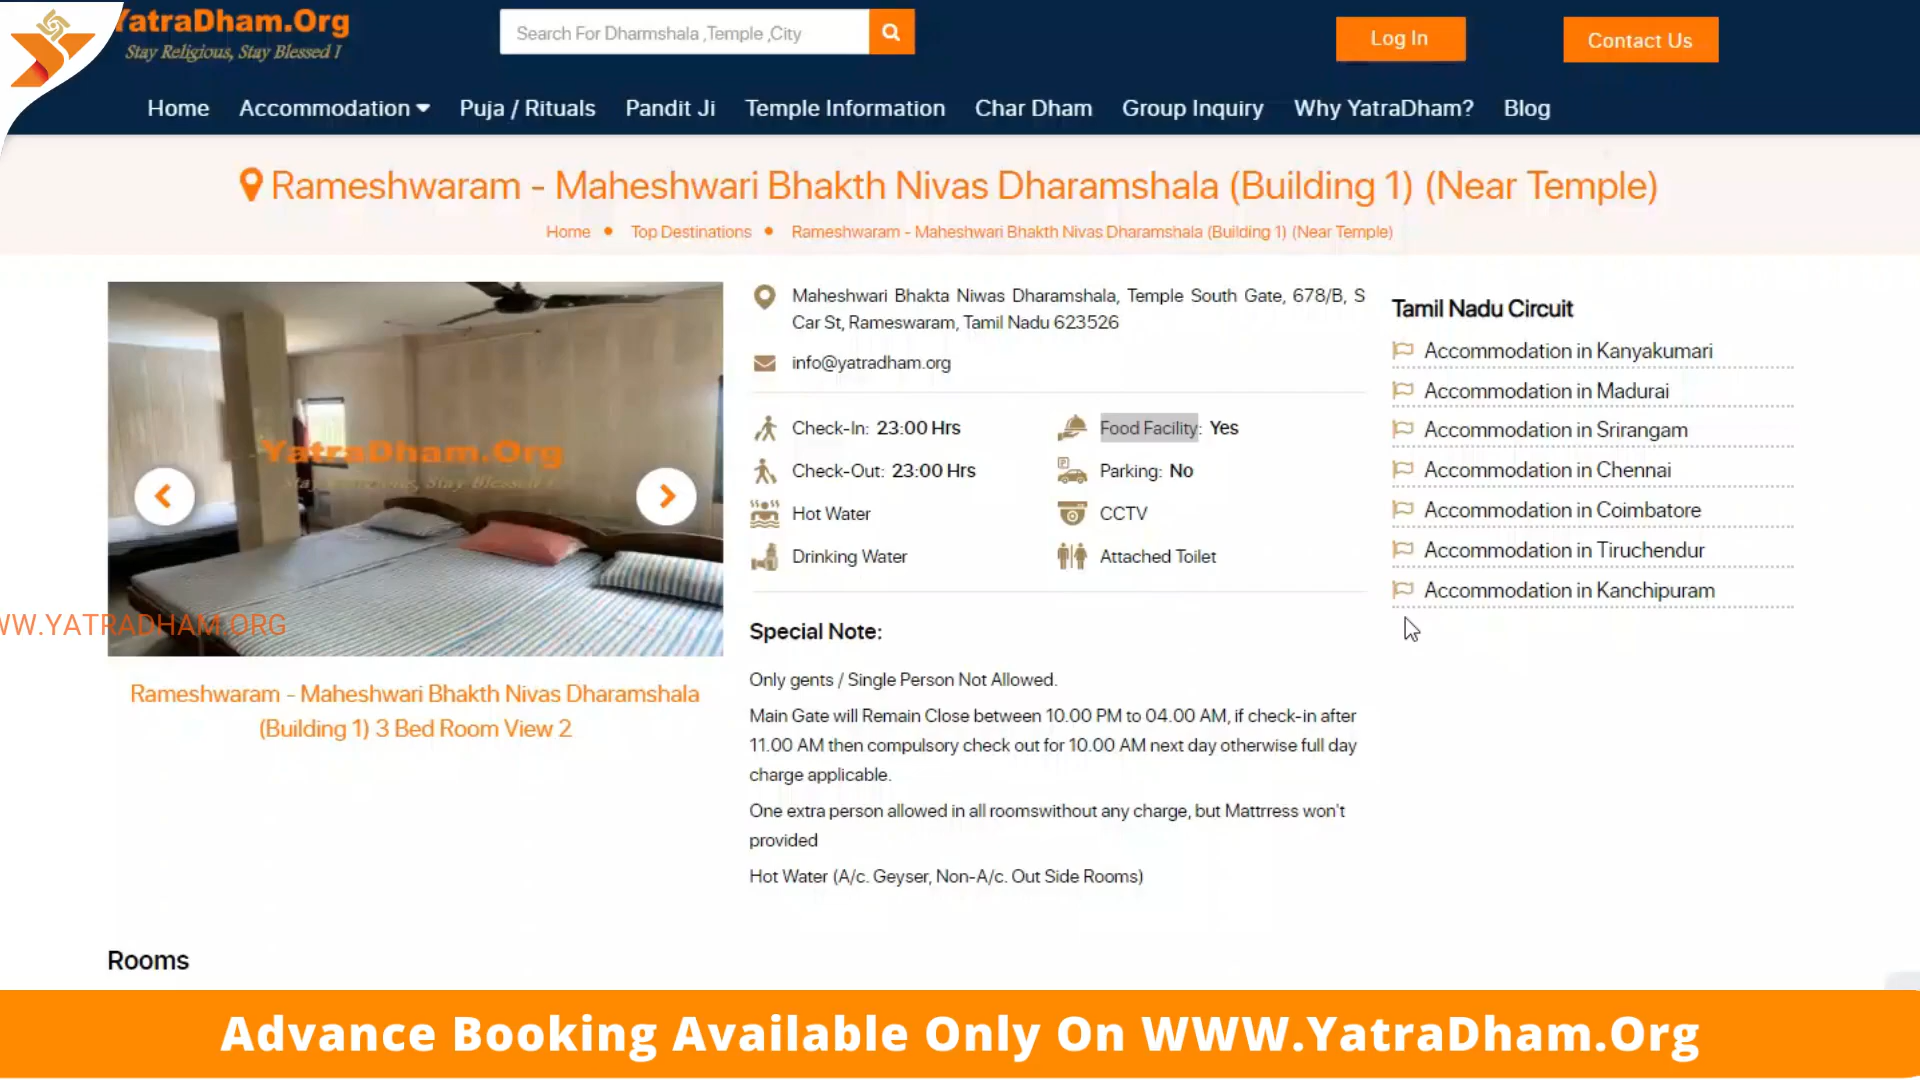 YatraDham.Org
Stay Religious, Stay Blessed !
Search For Dharmshala ,Temple ,City
Log In
Contact Us
Home Accommodation Puja / Rituals Pandit Ji Temple Information Char Dham Group Inquiry Why YatraDham? Blog
Rameshwaram - Maheshwari Bhakth Nivas Dharamshala (Building 1) (Near Temple)
Home • Top Destinations • Rameshwaram - Maheshwari Bhakth Nivas Dharamshala (Building 1) (Near Temple)
YatraDham.Org
Stay Religious, Stay Blessed !
WW.YATRADHAM.ORG
Rameshwaram - Maheshwari Bhakth Nivas Dharamshala
(Building 1) 3 Bed Room View 2
Maheshwari Bhakta Niwas Dharamshala, Temple South Gate, 678/B, S
Car St, Rameswaram, Tamil Nadu 623526
info@yatradham.org
Check-In: 23:00 Hrs
Food Facility: Yes
Check-Out: 23:00 Hrs
Parking: No
Hot Water
CCTV
Drinking Water
Attached Toilet
Special Note:
Only gents / Single Person Not Allowed.
Main Gate will Remain Close between 10.00 PM to 04.00 AM, if check-in after
11.00 AM then compulsory check out for 10.00 AM next day otherwise full day
charge applicable.
One extra person allowed in all roomswithout any charge, but Mattrress won't
provided
Hot Water (A/c. Geyser, Non-A/c. Out Side Rooms)
Tamil Nadu Circuit
Accommodation in Kanyakumari
Accommodation in Madurai
Accommodation in Srirangam
Accommodation in Chennai
Accommodation in Coimbatore
Accommodation in Tiruchendur
Accommodation in Kanchipuram
Rooms
Advance Booking Available Only On WWW.YatraDham.Org